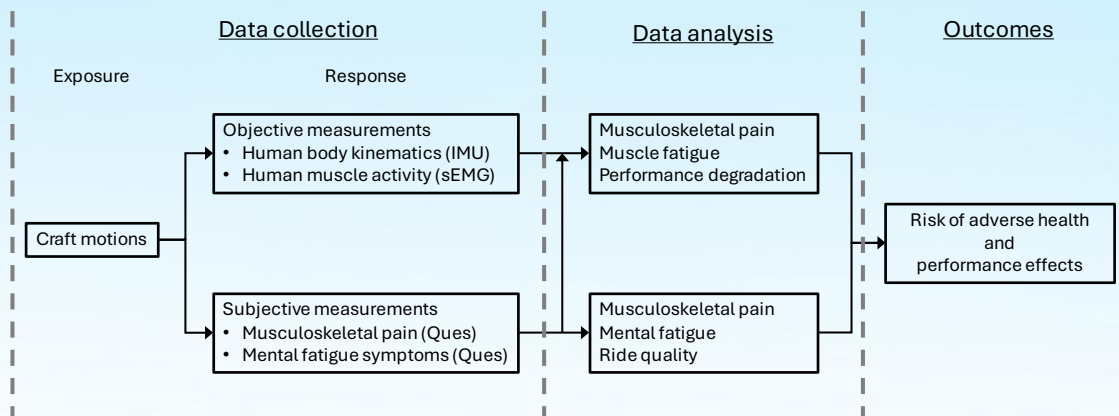 Data collection
Data analysis
Outcomes
Exposure
Response
Craft motions
Objective measurements
• Human body kinematics (IMU)
• Human muscle activity (sEMG)
Subjective measurements
• Musculoskeletal pain (Ques)
• Mental fatigue symptoms (Ques)
Musculoskeletal pain
Muscle fatigue
Performance degradation
Musculoskeletal pain
Mental fatigue
Ride quality
Risk of adverse health
and
performance effects